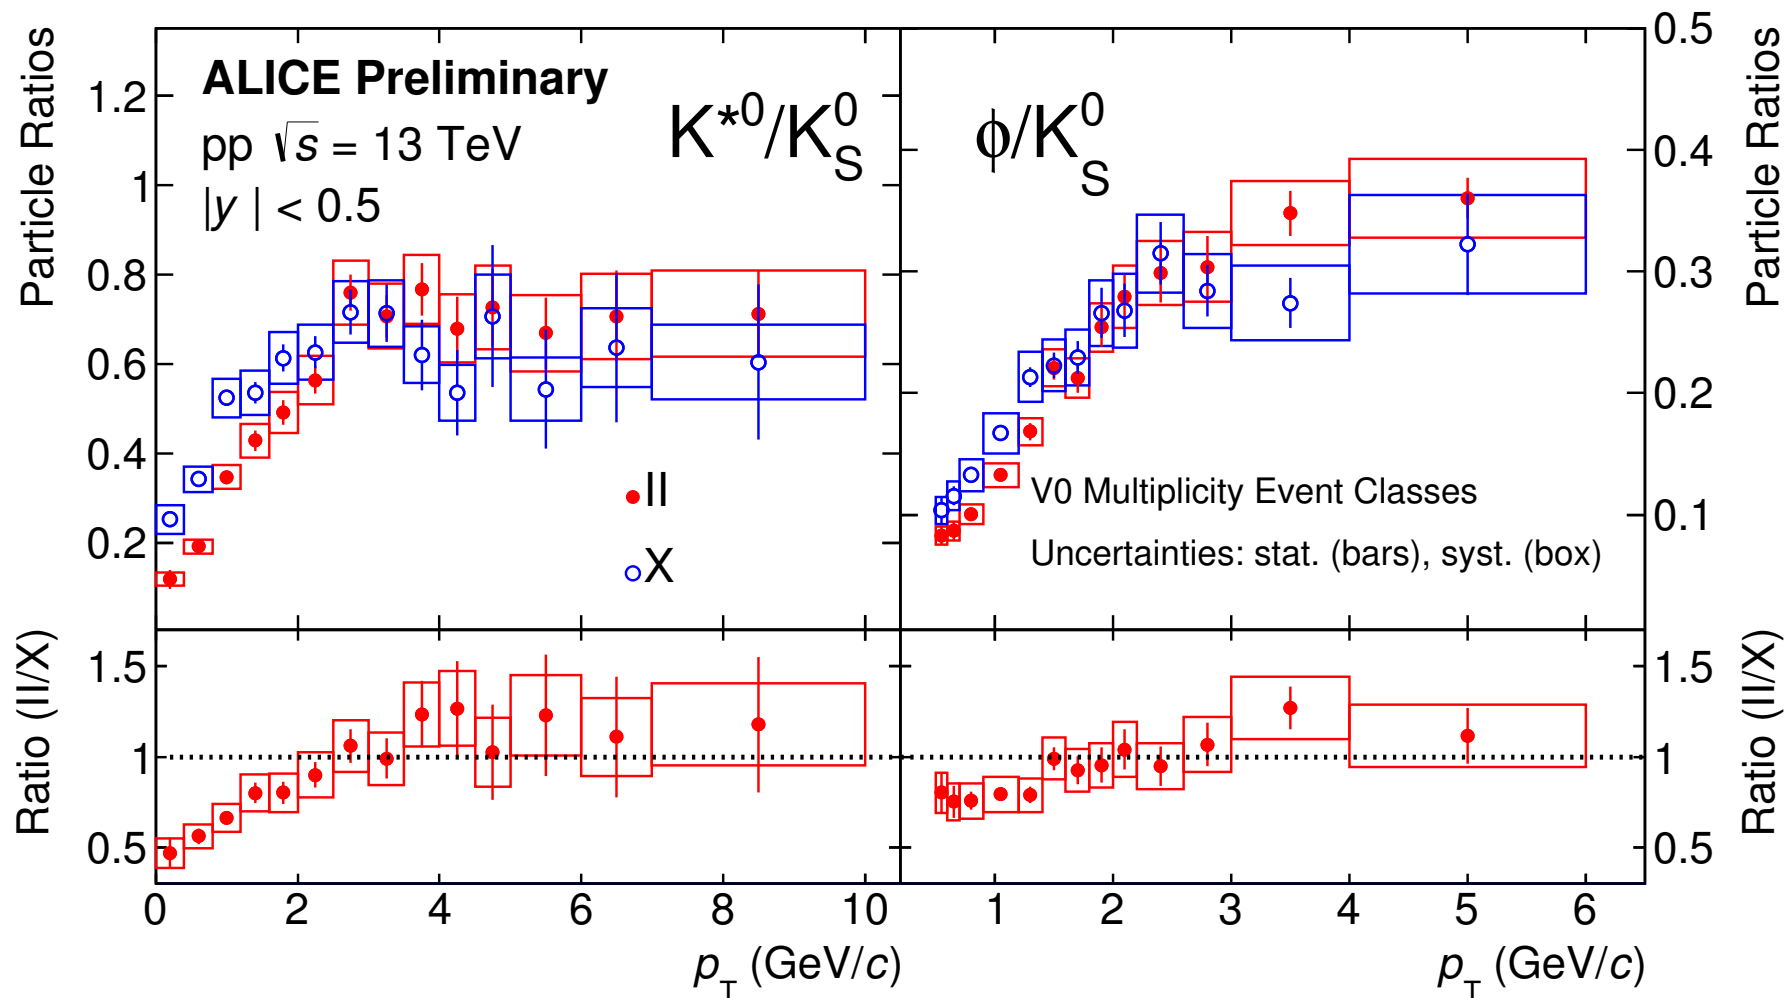 ALICE Preliminary
pp √s = 13 TeV
|y | < 0.5
K*0/K0S
II
X
ϕ/K0S
V0 Multiplicity Event Classes
Uncertainties: stat. (bars), syst. (box)
Particle Ratios
1.2
1
0.8
0.6
0.4
0.2
Particle Ratios
0.5
0.4
0.3
0.2
0.1
Ratio (II/X)
1.5
1
0.5
Ratio (II/X)
1.5
1
0.5
0 2 4 6 8 10
pT (GeV/c)
1 2 3 4 5 6
pT (GeV/c)